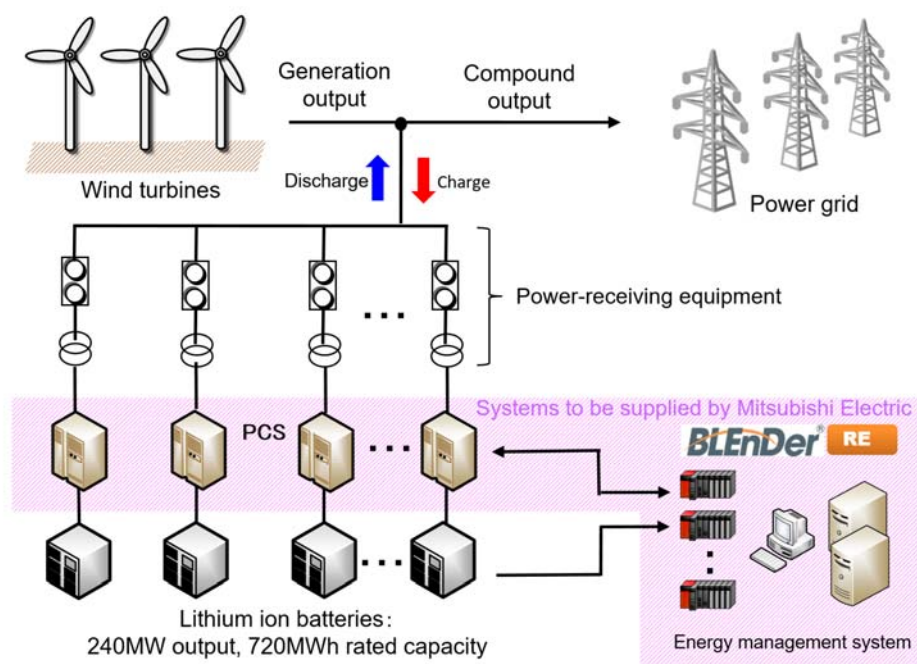 Generation
output
Compound
output
Wind turbines
Discharge
Charge
Power grid
Power-receiving equipment
Systems to be supplied by Mitsubishi Electric
PCS
BLEnDer® RE
Lithium ion batteries:
240MW output, 720MWh rated capacity
Energy management system